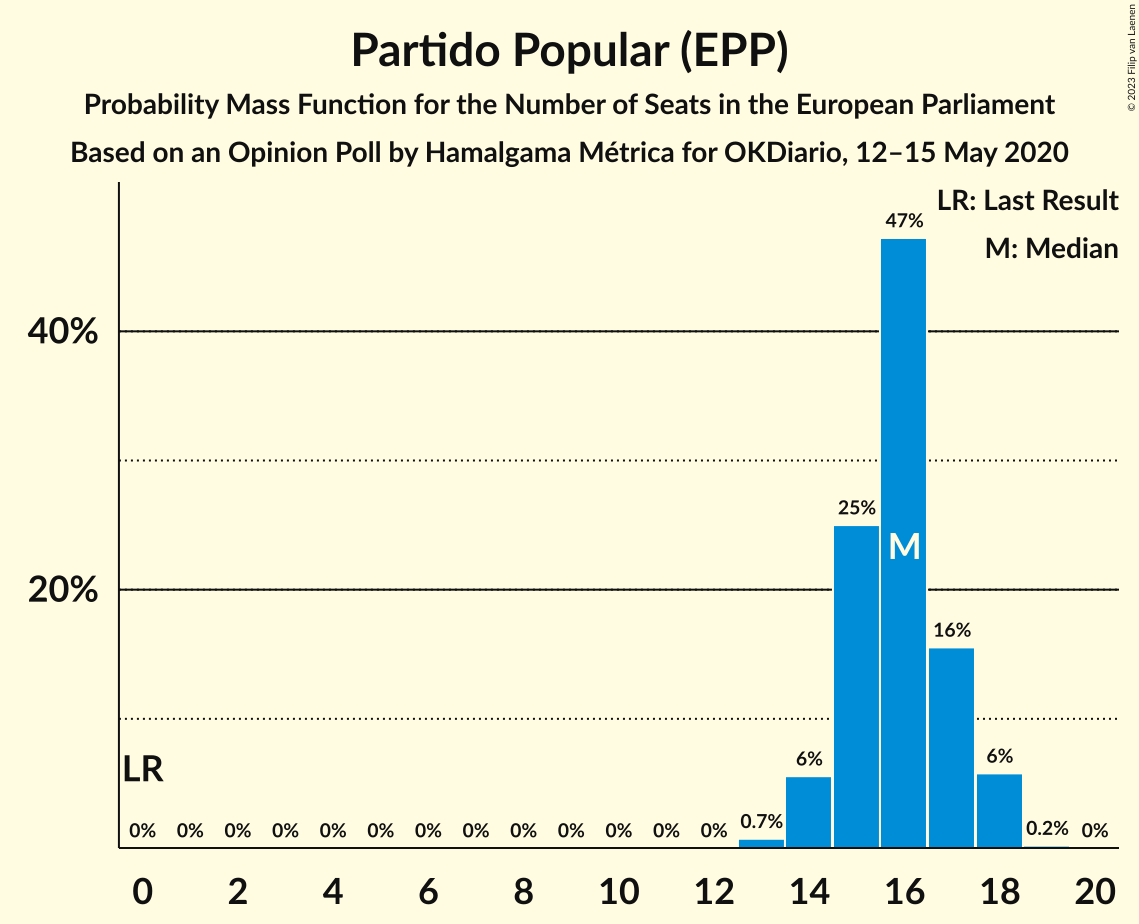 Partido Popular (EPP)
Probability Mass Function for the Number of Seats in the European Parliament
Based on an Opinion Poll by Hamalgama Métrica for OKDiario, 12–15 May 2020
© 2023 Filip van Laenen
LR: Last Result
M: Median
47%
40%
25%
M
20%
16%
LR
6%
6%
0% 0% 0% 0% 0% 0% 0% 0% 0% 0% 0% 0% 0% 0.7% 0.2% 0%
0 2 4 6 8 10 12 14 16 18 20